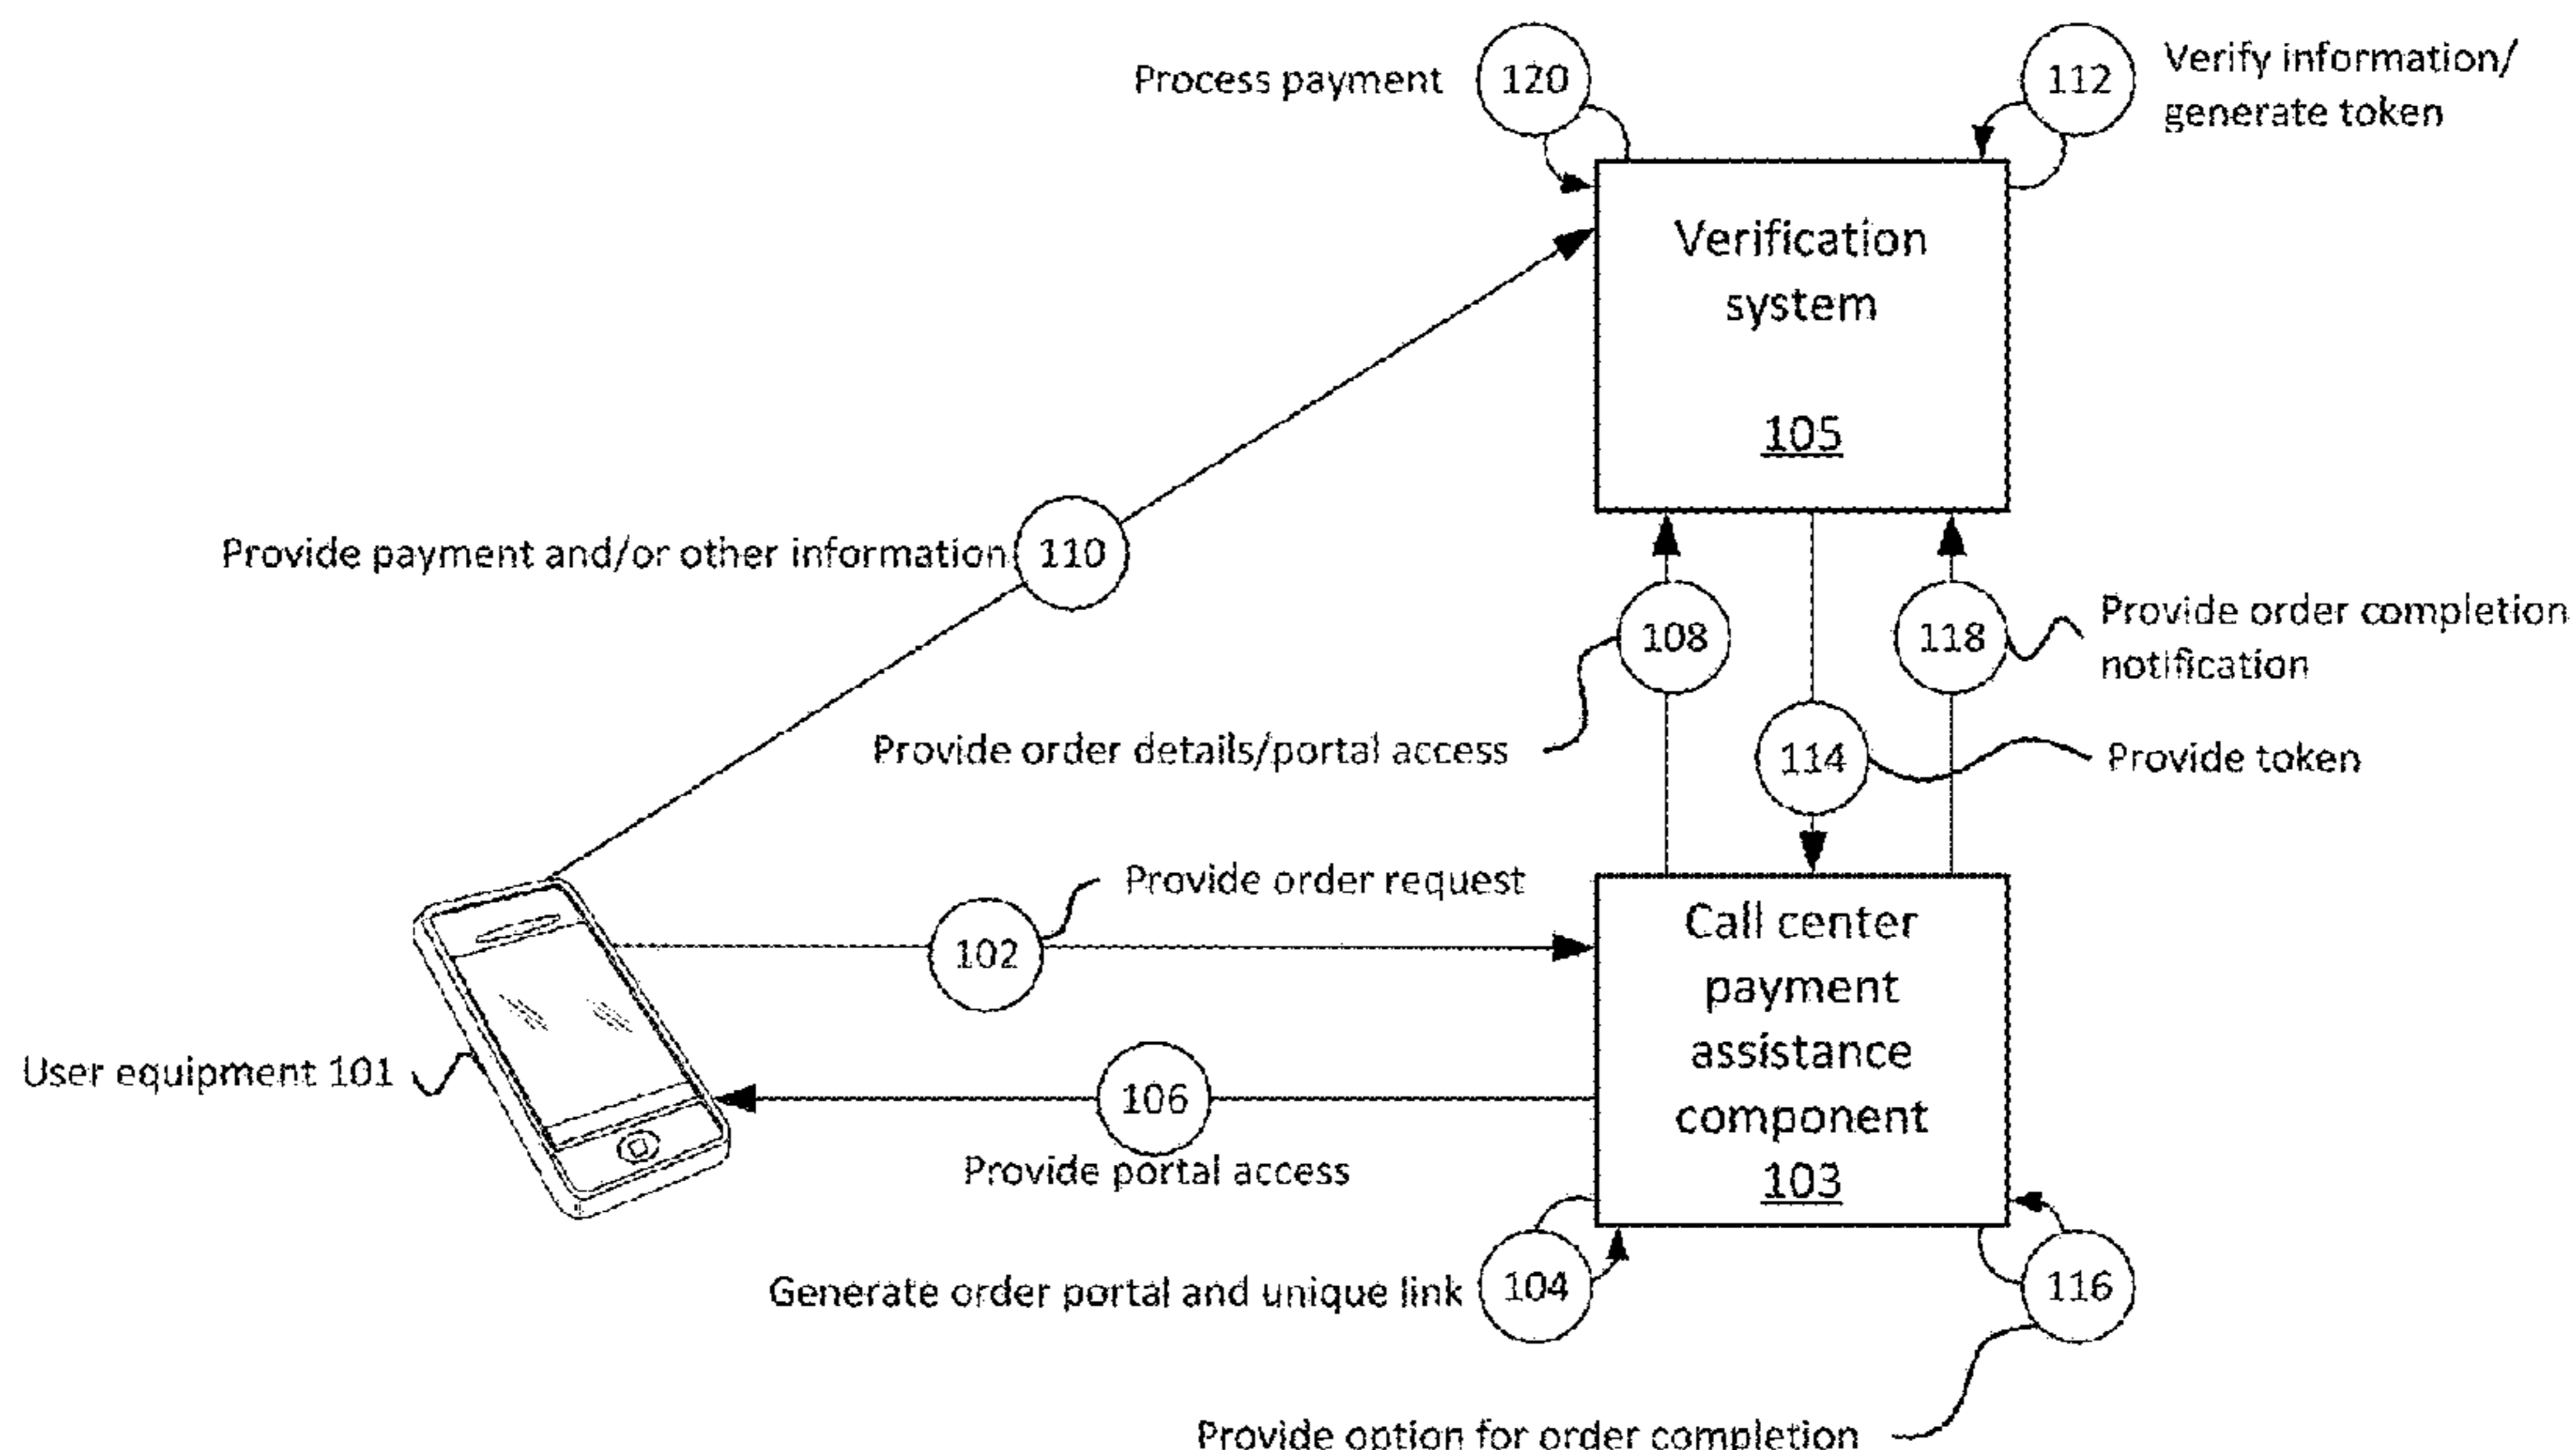 Process payment
120
112
Verify information/
generate token
Verification
system
105
Provide payment and/or other information
110
108
118
Provide order completion
notification
Provide order details/portal access
114
Provide token
Provide order request
102
Call center
payment
assistance
component
103
User equipment 101
106
Provide portal access
Generate order portal and unique link
104
116
Provide option for order completion